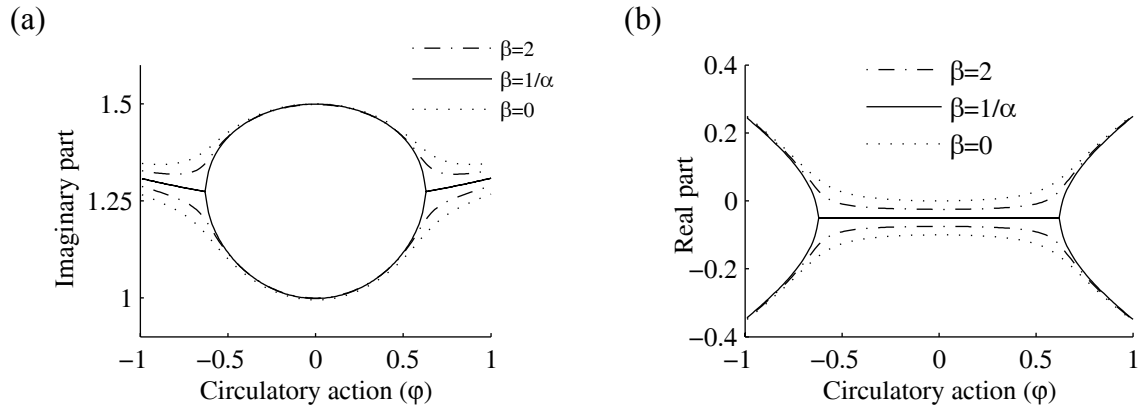 (a)
β=2
β=1/α
β=0
Imaginary part
1.5
1.25
1
−1
−0.5
0
0.5
1
Circulatory action (φ)
(b)
β=2
β=1/α
β=0
Real part
0.4
0.2
0
−0.2
−0.4
−1
−0.5
0
0.5
1
Circulatory action (φ)